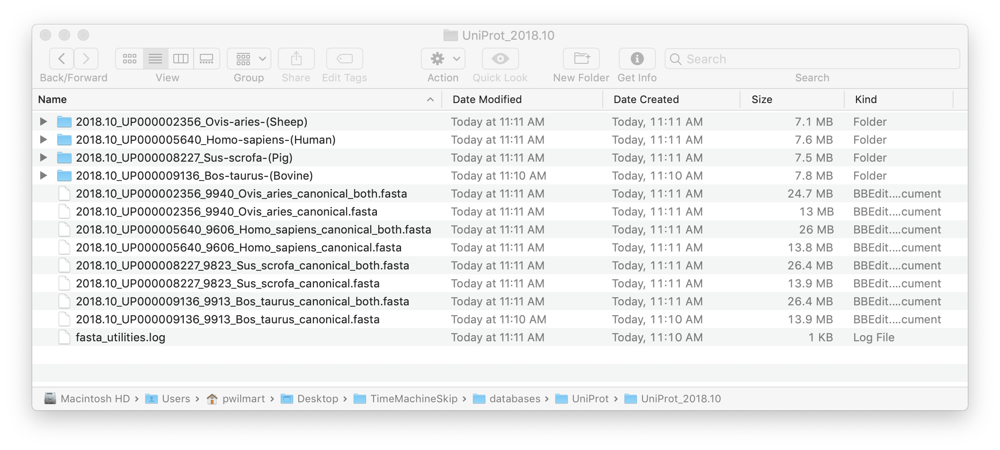 UniProt_2018.10
Search
Back/Forward View Group Share Edit Tags Action Quick Look New Folder Get Info Search
Name Date Modified Date Created Size Kind
2018.10_UP000002356_Ovis-aries-(Sheep) Today at 11:11 AM Today, 11:11 AM 7.1 MB Folder
2018.10_UP000005640_Homo-sapiens-(Human) Today at 11:11 AM Today, 11:11 AM 7.6 MB Folder
2018.10_UP000008227_Sus-scrofa-(Pig) Today at 11:11 AM Today, 11:11 AM 7.5 MB Folder
2018.10_UP000009136_Bos-taurus-(Bovine) Today at 11:10 AM Today, 11:10 AM 7.8 MB Folder
2018.10_UP000002356_9940_Ovis_aries_canonical_both.fasta Today at 11:11 AM Today, 11:11 AM 24.7 MB BBEdit....cument
2018.10_UP000002356_9940_Ovis_aries_canonical.fasta Today at 11:11 AM Today, 11:11 AM 13 MB BBEdit....cument
2018.10_UP000005640_9606_Homo_sapiens_canonical_both.fasta Today at 11:11 AM Today, 11:11 AM 26 MB BBEdit....cument
2018.10_UP000005640_9606_Homo_sapiens_canonical.fasta Today at 11:11 AM Today, 11:11 AM 13.8 MB BBEdit....cument
2018.10_UP000008227_9823_Sus_scrofa_canonical_both.fasta Today at 11:11 AM Today, 11:11 AM 26.4 MB BBEdit....cument
2018.10_UP000008227_9823_Sus_scrofa_canonical.fasta Today at 11:11 AM Today, 11:11 AM 13.9 MB BBEdit....cument
2018.10_UP000009136_9913_Bos_taurus_canonical_both.fasta Today at 11:11 AM Today, 11:11 AM 26.4 MB BBEdit....cument
2018.10_UP000009136_9913_Bos_taurus_canonical.fasta Today at 11:10 AM Today, 11:10 AM 13.9 MB BBEdit....cument
fasta_utilities.log Today at 11:11 AM Today, 11:10 AM 1 KB Log File
Macintosh HD › Users › pwilmart › Desktop › TimeMachineSkip › databases › UniProt › UniProt_2018.10